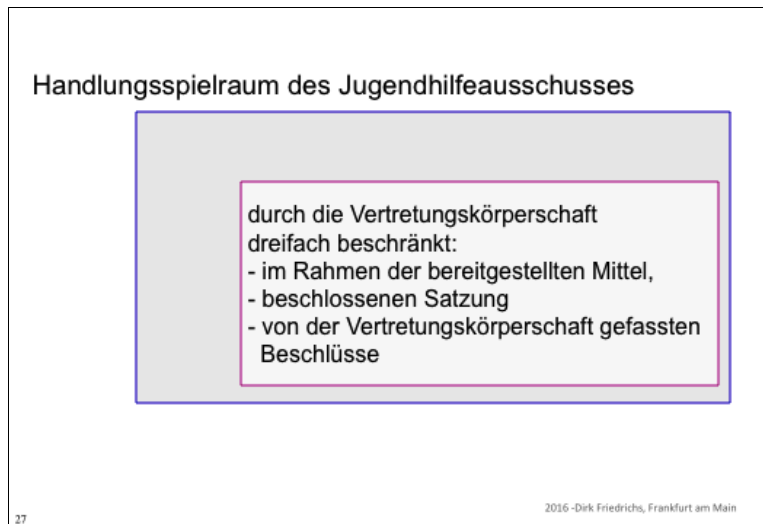 Handlungsspielraum des Jugendhilfeausschusses
durch die Vertretungskörperschaft
dreifach beschränkt:
- im Rahmen der bereitgestellten Mittel,
- beschlossenen Satzung
- von der Vertretungskörperschaft gefassten
Beschlüsse
2016 -Dirk Friedrichs, Frankfurt am Main
27